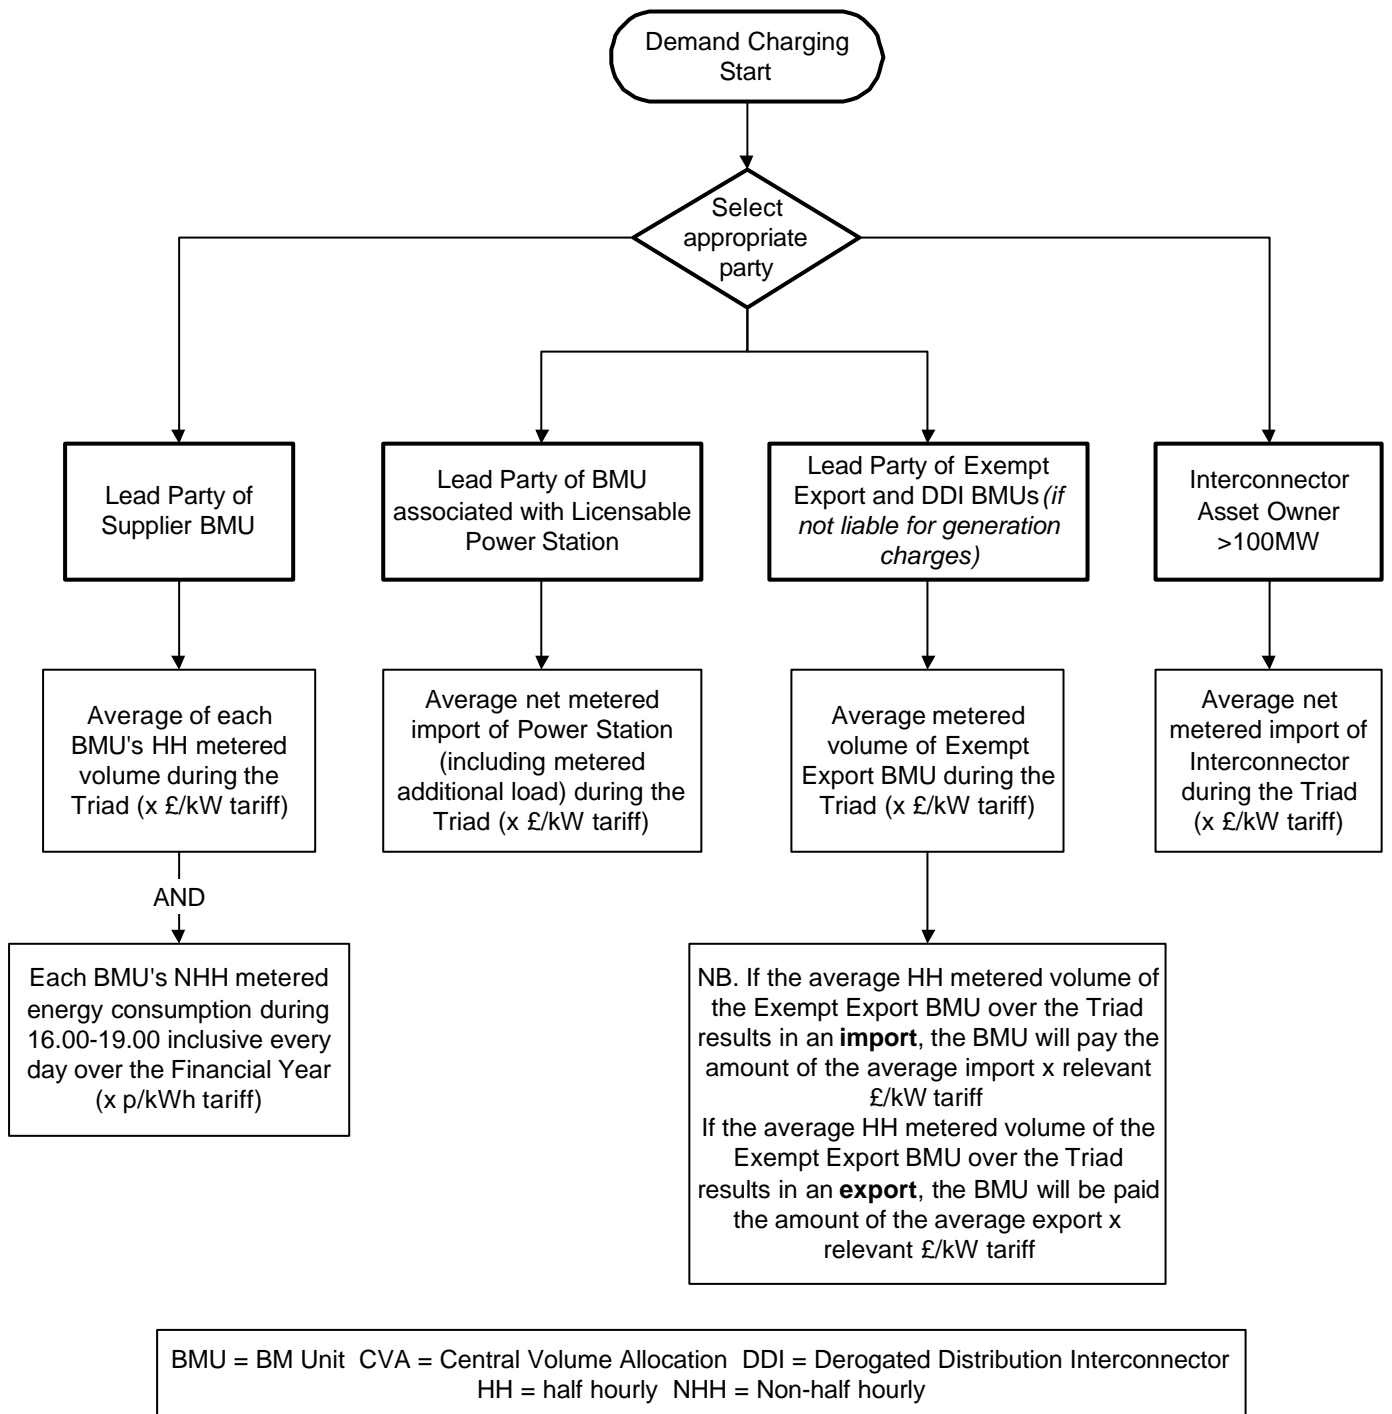 Demand Charging
Start
Select
appropriate
party
Lead Party of
Supplier BMU
Lead Party of BMU
associated with Licensable
Power Station
Lead Party of Exempt
Export and DDI BMUs (if
not liable for generation
charges)
Interconnector
Asset Owner
>100MW
Average of each
BMU's HH metered
volume during the
Triad (x £/kW tariff)
Average net metered
import of Power Station
(including metered
additional load) during the
Triad (x £/kW tariff)
Average metered
volume of Exempt
Export BMU during the
Triad (x £/kW tariff)
Average net
metered import of
Interconnector
during the Triad
(x £/kW tariff)
AND
Each BMU's NHH metered
energy consumption during
16.00-19.00 inclusive every
day over the Financial Year
(x p/kWh tariff)
NB. If the average HH metered volume of
the Exempt Export BMU over the Triad
results in an import, the BMU will pay the
amount of the average import x relevant
£/kW tariff
If the average HH metered volume of the
Exempt Export BMU over the Triad
results in an export, the BMU will be paid
the amount of the average export x
relevant £/kW tariff
BMU = BM Unit CVA = Central Volume Allocation DDI = Derogated Distribution Interconnector
HH = half hourly NHH = Non-half hourly